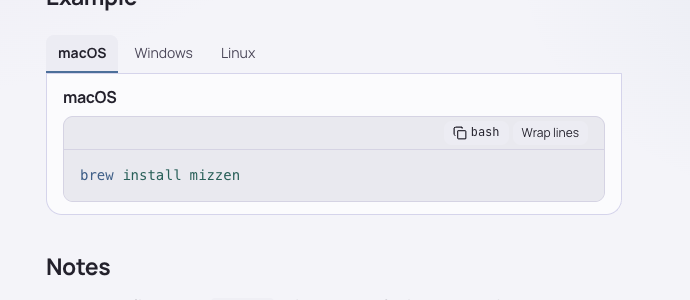 Example
macOS Windows Linux
macOS
bash Wrap lines
brew install mizzen
Notes